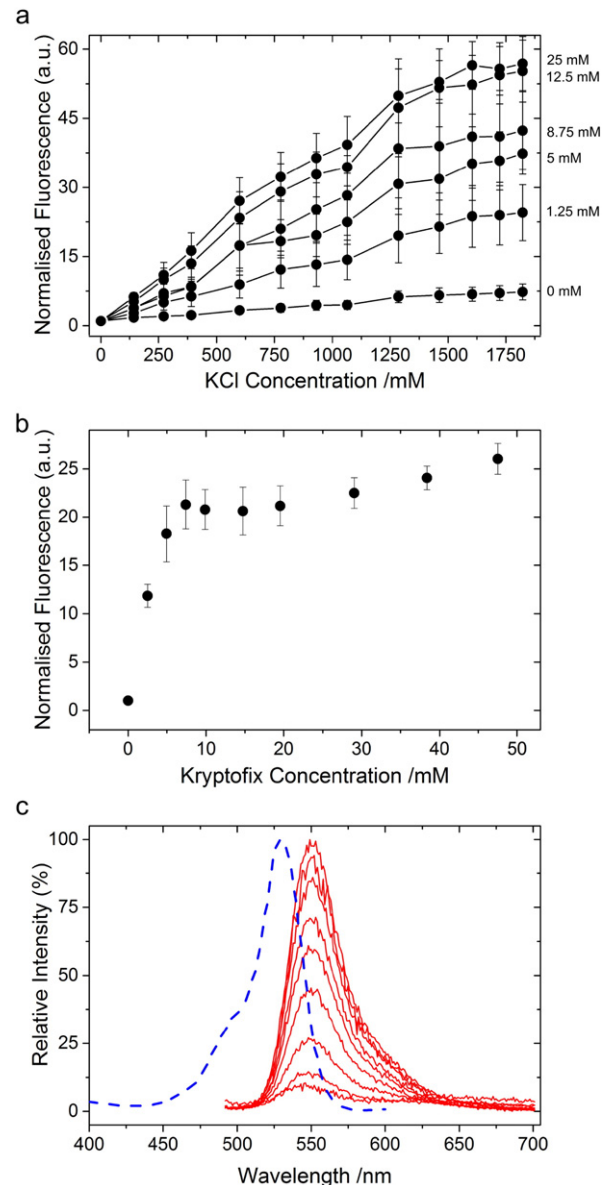 a
Normalised Fluorescence (a.u.)
60
45
30
15
0
25 mM
12.5 mM
8.75 mM
5 mM
1.25 mM
0 mM
0 250 500 750 1000 1250 1500 1750
KCl Concentration /mM
b
Normalised Fluorescence (a.u.)
25
20
15
10
5
0
0 10 20 30 40 50
Kryptofix Concentration /mM
c
Relative Intensity (%)
100
75
50
25
0
400 450 500 550 600 650 700
Wavelength /nm